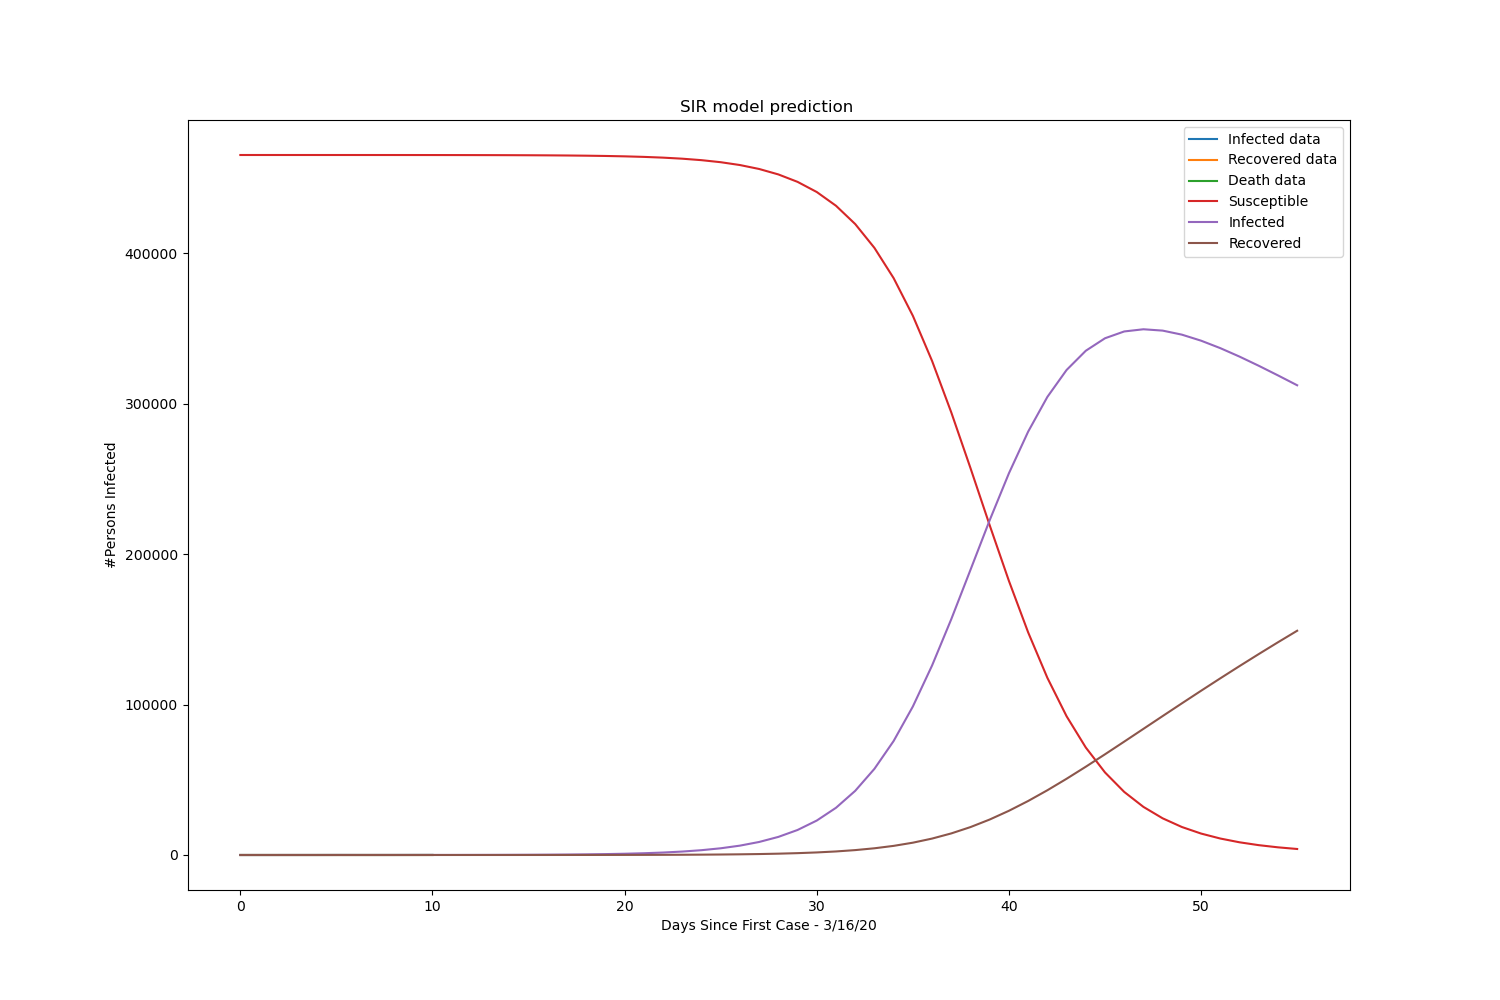 SIR model prediction
Infected data
Recovered data
Death data
Susceptible
Infected
Recovered
400000
300000
200000
100000
0
#Persons Infected
0 10 20 30 40 50
Days Since First Case - 3/16/20